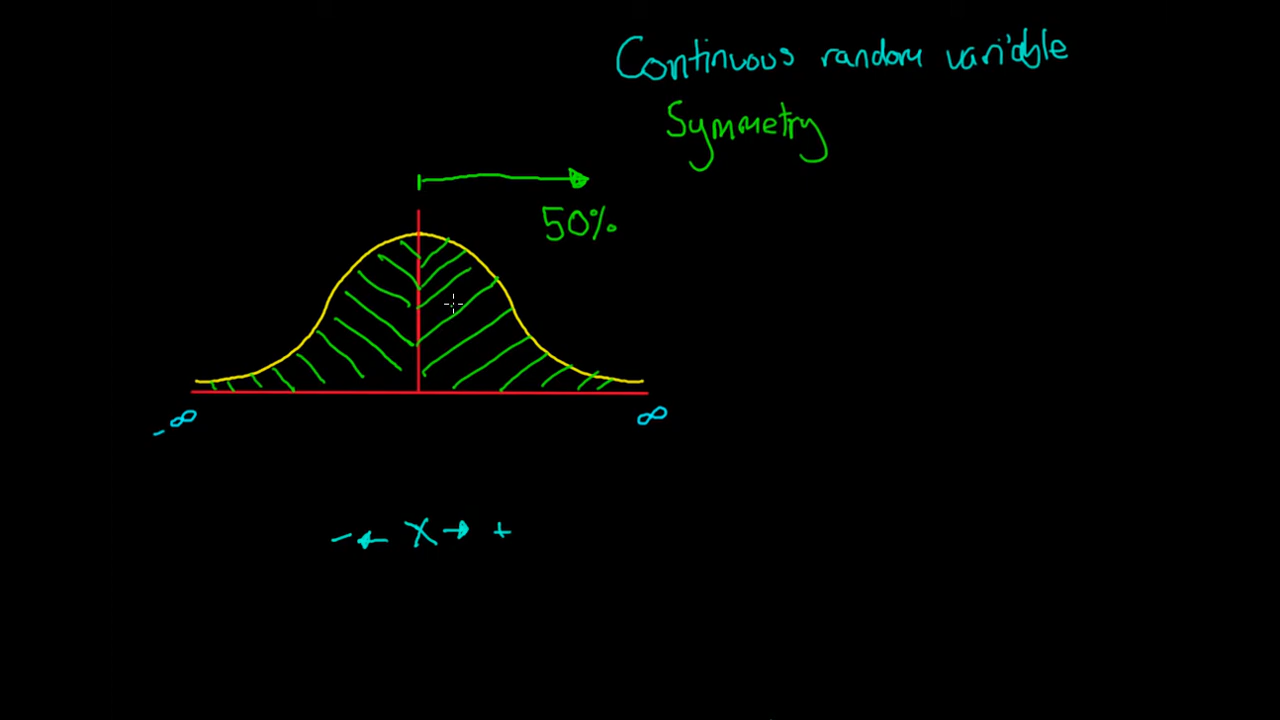 Continuous random variable
Symmetry
50%
-∞
∞
-← X → +